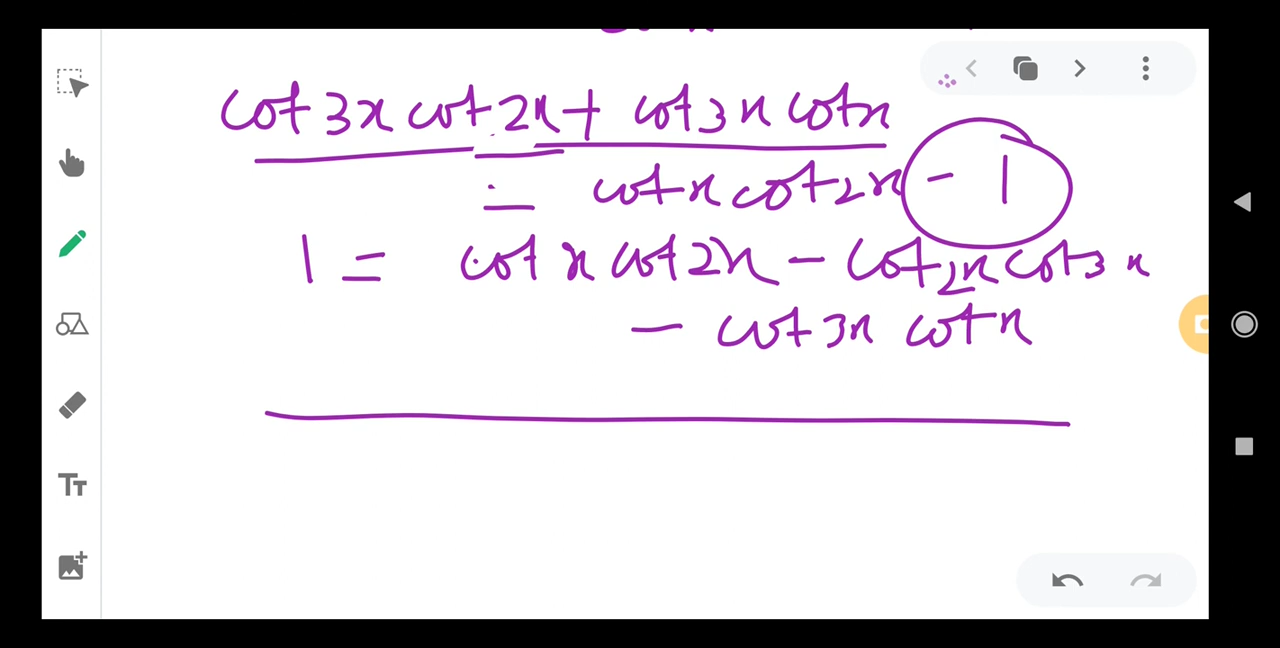 cot 3x cot 2x + cot 3x cot x
= cot x cot 2x - 1
1 = cot x cot 2x - cot 2x cot 3x
- cot 3x cot x
Tт